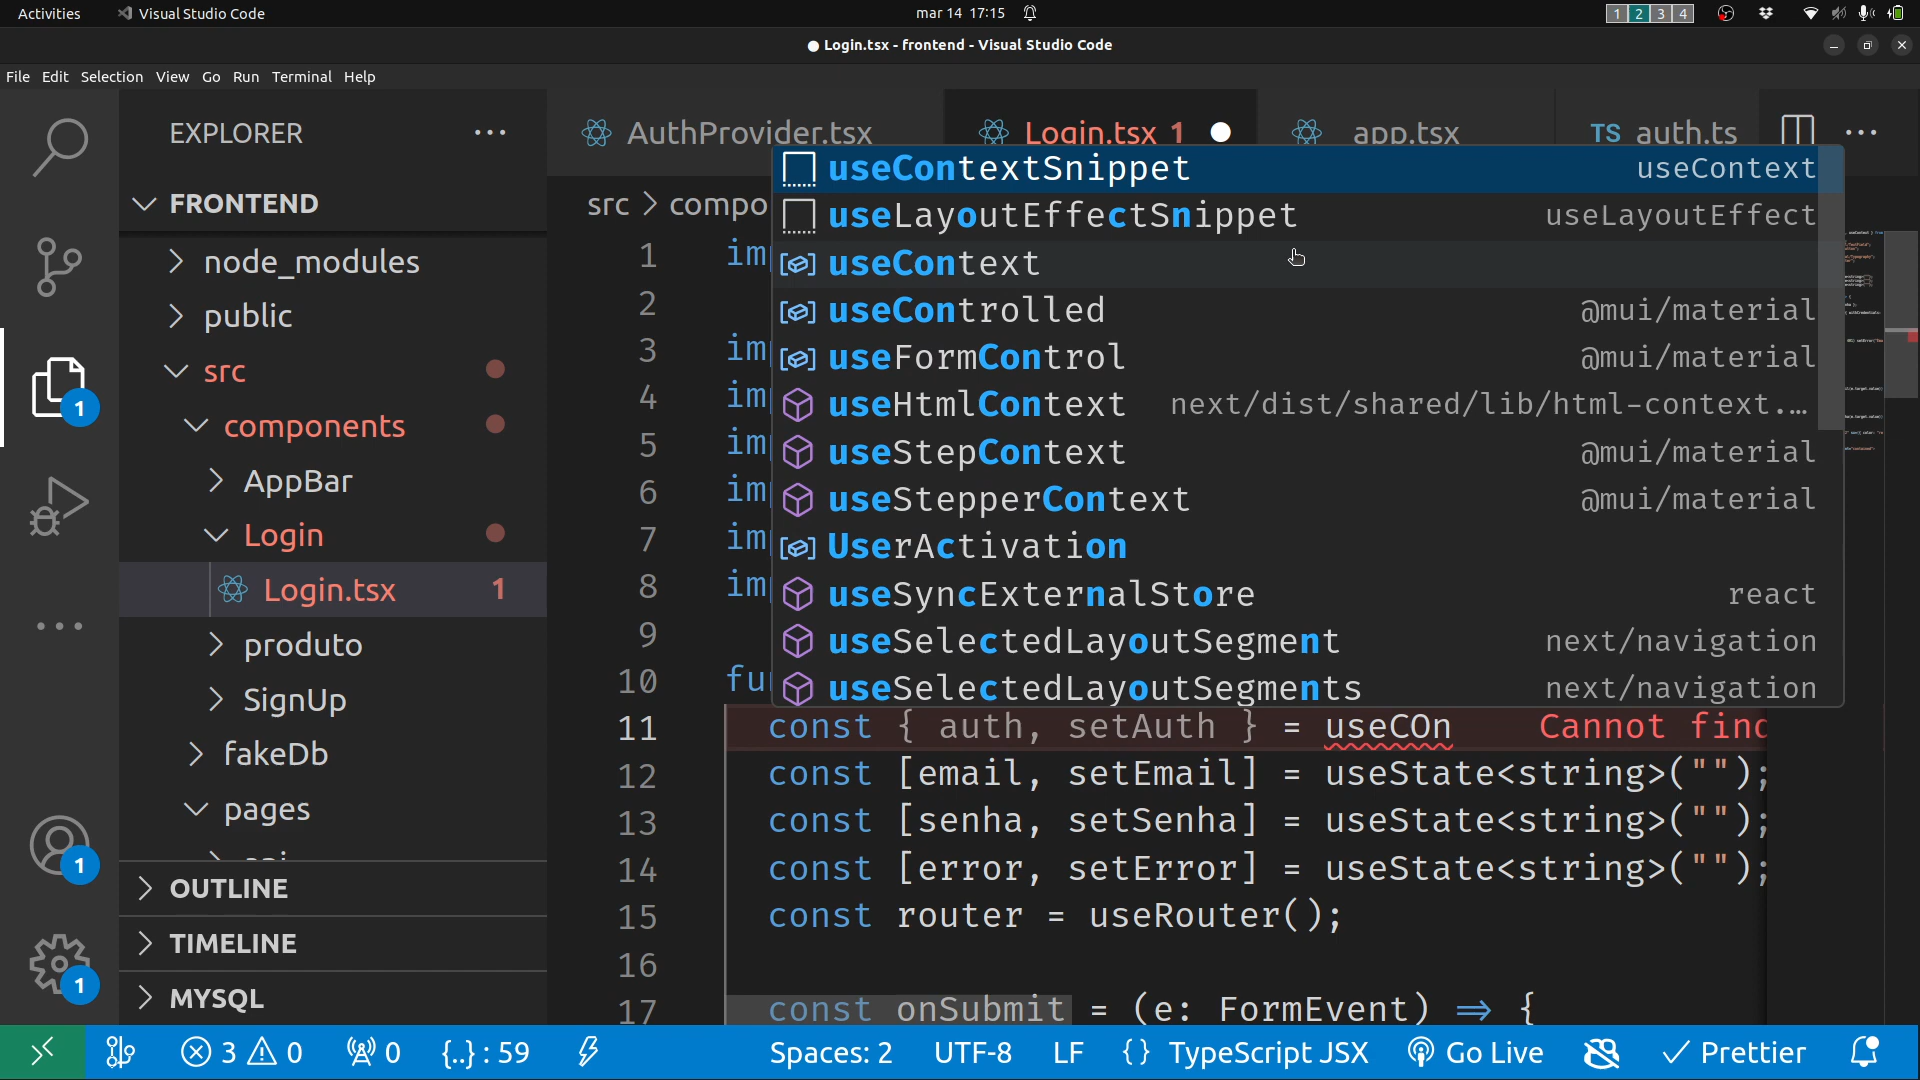 Activities
Visual Studio Code
mar 14 17:15
1 2 3 4
● Login.tsx - frontend - Visual Studio Code
File Edit Selection View Go Run Terminal Help
EXPLORER
FRONTEND
node_modules
public
src
components
AppBar
Login
Login.tsx 1
produto
SignUp
fakeDb
pages
OUTLINE
TIMELINE
MYSQL
1
1
1
AuthProvider.tsx
Login.tsx 1
app.tsx
TS auth.ts
src > compo
useContextSnippet useContext
useLayoutEffectSnippet useLayoutEffect
useContext
useControlled @mui/material
useFormControl @mui/material
useHtmlContext next/dist/shared/lib/html-context.…
useStepContext @mui/material
useStepperContext @mui/material
UserActivation
useSyncExternalStore react
useSelectedLayoutSegment next/navigation
useSelectedLayoutSegments next/navigation
1 im
2
3 im
4 im
5 im
6 im
7 im
8 im
9
10 fu
11 const { auth, setAuth } = useCOn Cannot find
12 const [email, setEmail] = useState<string>("");
13 const [senha, setSenha] = useState<string>("");
14 const [error, setError] = useState<string>("");
15 const router = useRouter();
16
17 const onSubmit = (e: FormEvent) => {
3 0 0 {..} : 59 Spaces: 2 UTF-8 LF {} TypeScript JSX Go Live Prettier